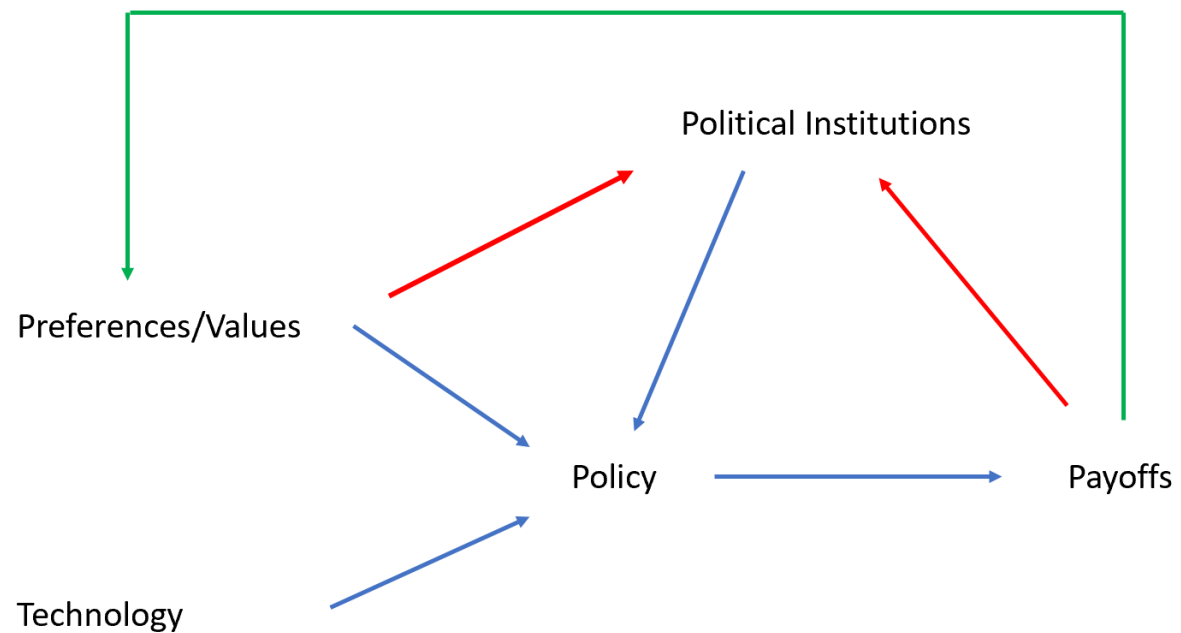 Political Institutions
Preferences/Values
Policy
Payoffs
Technology